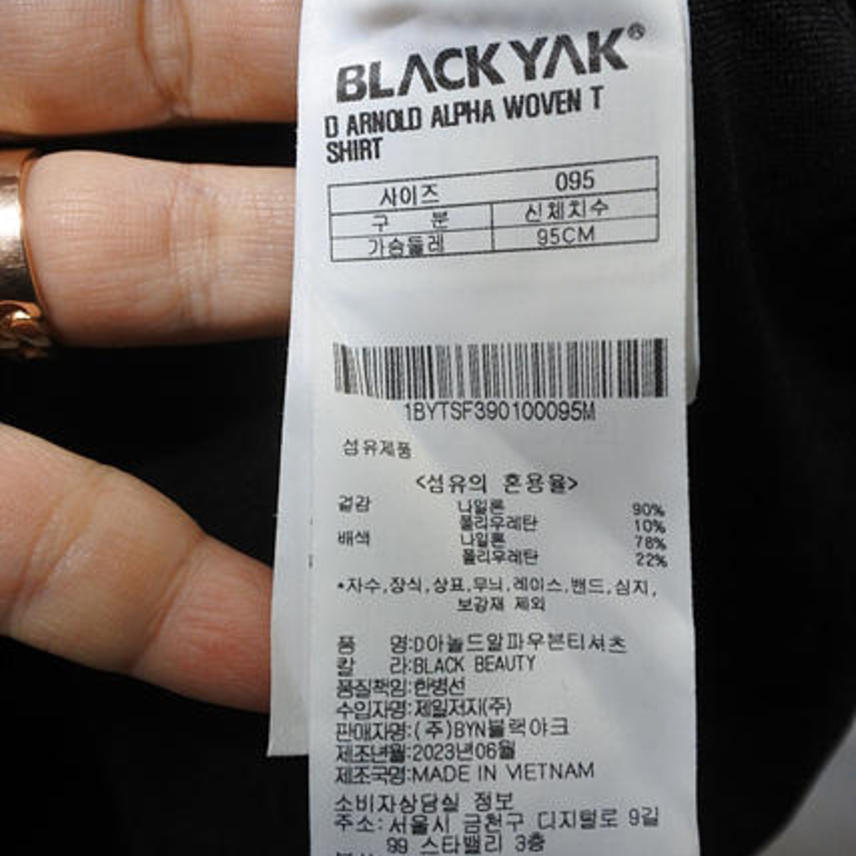 BLACKYAK®
D ARNOLD ALPHA WOVEN T
SHIRT
사이즈 095
구 분 신체치수
가슴둘레 95CM
1BYTSF390100095M
섬유제품
<섬유의 혼용율>
겉감 나일론 90%
폴리우레탄 10%
배색 나일론 78%
폴리우레탄 22%
*자수,장식,상표,무늬,레이스,밴드,심지,
보강재 제외
품 명:D아놀드알파우븐티셔츠
칼 라:BLACK BEAUTY
품질책임:한병선
수입자명:제일저지(주)
판매자명:(주)BYN블랙야크
제조년월:2023년06월
제조국명:MADE IN VIETNAM
소비자상담실 정보
주소:서울시 금천구 디지털로 9길
99 스타밸리 3층